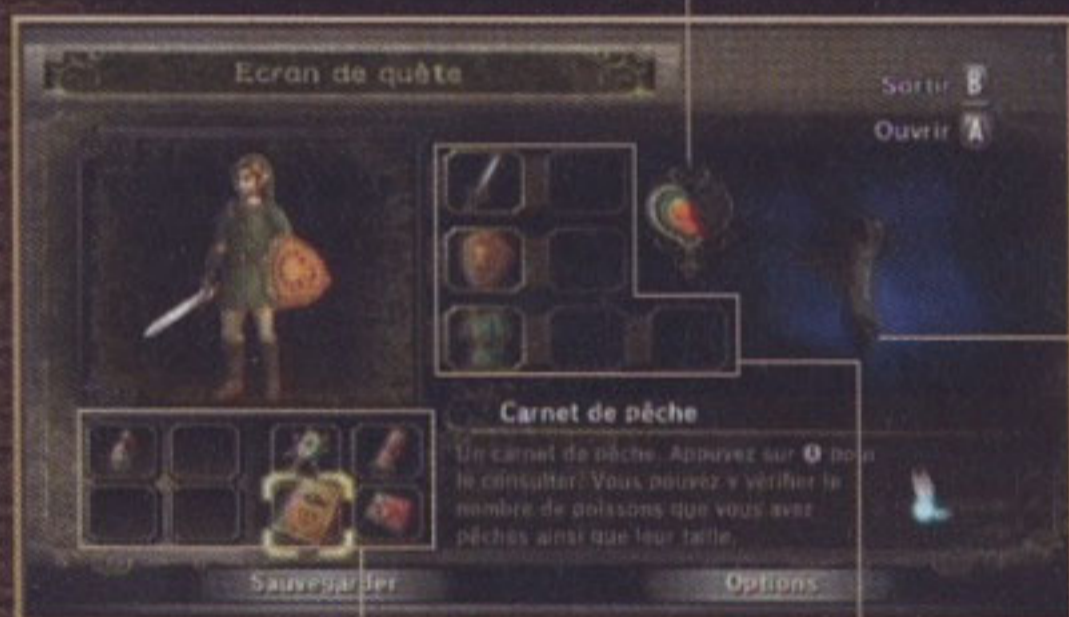 Ecran de quête
Sortir B
Ouvrir A
Carnet de pêche
Un carnet de pêche. Appuyez sur A pour
le consulter. Vous pouvez y vérifier le
nombre de poissons que vous avez
pêchés ainsi que leur taille.
Sauvegarder
Options